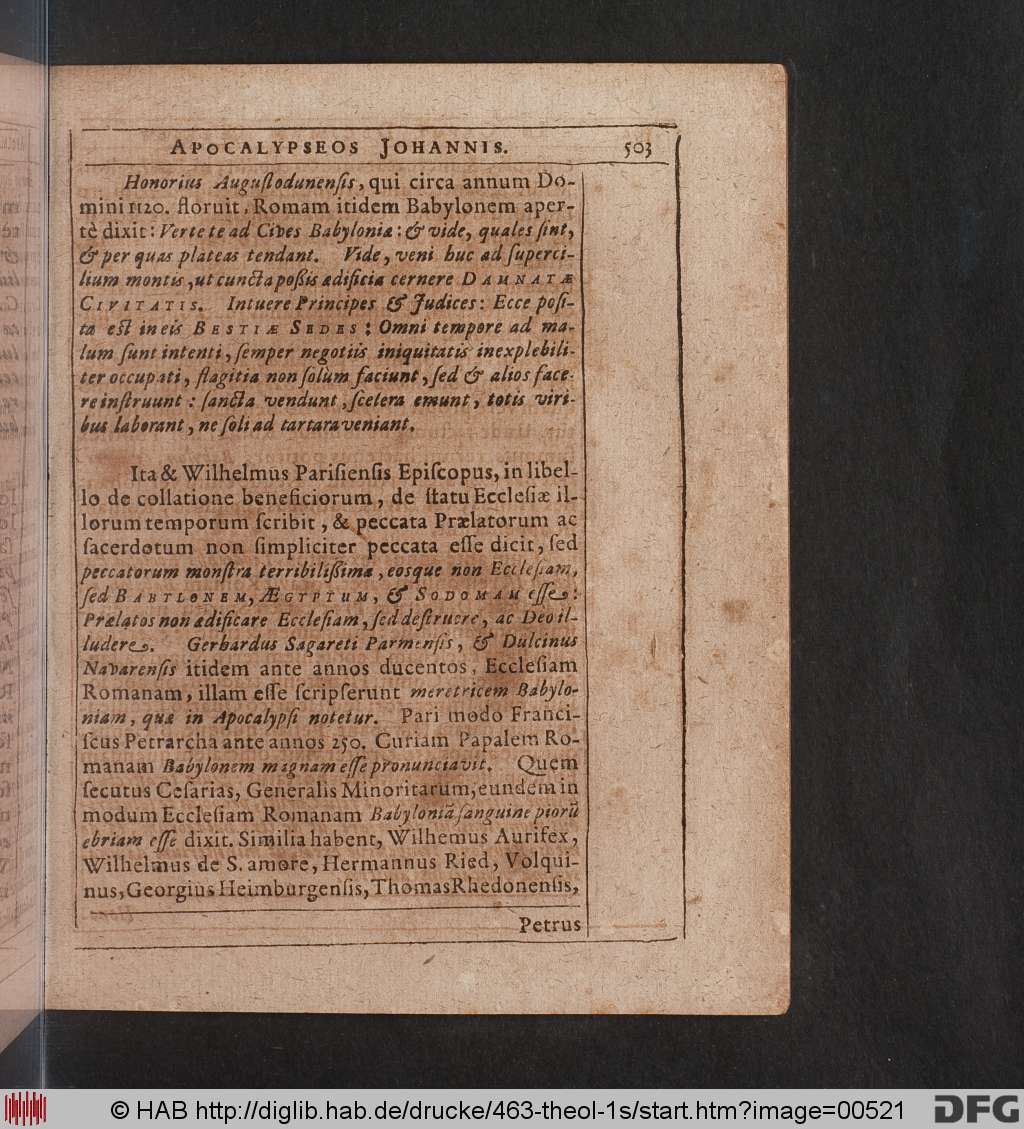 APOCALYPSEOS JOHANNIS. 503
Honorius Auguſtodunenſis, qui circa annum Do-
mini 1120. floruit, Romam itidem Babylonem aper-
tè dixit: Verte te ad Cives Babyloniæ: & vide, quales ſint,
& per quas plateas tendant. Vide, veni huc ad ſuperci-
lium montis, ut cuncta poßis ædificia cernere DAMNATÆ
CIVITATIS. Intuere Principes & Judices: Ecce poſi-
ta eſt in eis BESTIÆ SEDES: Omni tempore ad ma-
lum ſunt intenti, ſemper negotiis iniquitatis inexplebili-
ter occupati, flagitia non ſolùm faciunt, ſed & alios face-
re inſtruunt: ſancta vendunt, ſcelera emunt, totis viri-
bus laborant, ne ſoli ad tartara veniant.
Ita & Wilhelmus Pariſienſis Epiſcopus, in libel-
lo de collatione beneficiorum, de ſtatu Eccleſiæ il-
lorum temporum ſcribit, & peccata Prælatorum ac
ſacerdotum non ſimpliciter peccata eſſe dicit, ſed
peccatorum monſtra terribilißima, eosque non Eccleſiam,
ſed BABYLONEM, ÆGYPTUM, & SODOMAM eſſe:
Prælatos non ædificare Eccleſiam, ſed deſtruere, ac Deo il-
ludere. Gerhardus Sagareti Parmenſis, & Dulcinus
Navarenſis itidem ante annos ducentos, Eccleſiam
Romanam, illam eſſe ſcripſerunt meretricem Babylo-
niam, quæ in Apocalypſi notetur. Pari modo Franci-
ſcus Petrarcha ante annos 250. Curiam Papalem Ro-
manam Babylonem magnam eſſe pronunciavit. Quem
ſecutus Ceſarias, Generalis Minoritarum, eundem in
modum Eccleſiam Romanam Babyloniã ſanguine piorũ
ebriam eſſe dixit. Similia habent, Wilhemus Aurifex,
Wilhelmus de S. amore, Hermannus Ried, Volqui-
nus, Georgius Heimburgenſis, Thomas Rhedonenſis,
Petrus
© HAB http://diglib.hab.de/drucke/463-theol-1s/start.htm?image=00521 DFG